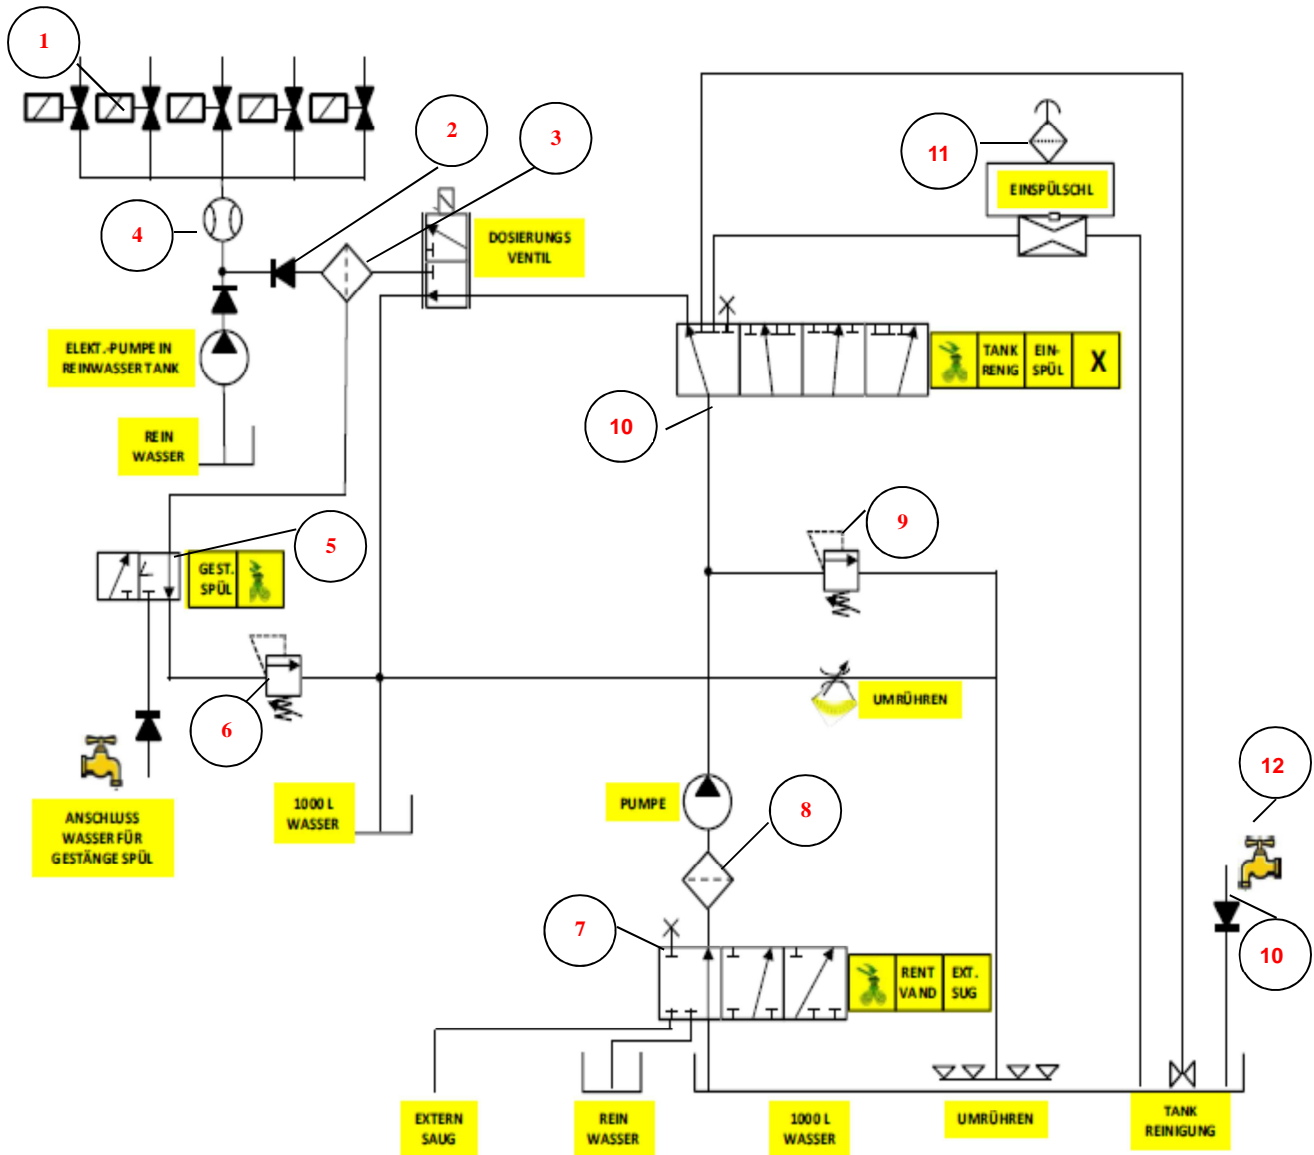 1
2
3
11
EINSPÜLSCHL
4
DOSIERUNGS
VENTIL
ELEKT.-PUMPE IN
REINWASSER TANK
TANK
RENIG
EIN-
SPÜL
X
10
REIN
WASSER
9
5
GEST.
SPÜL
6
UMRÜHREN
12
1000 L
WASSER
PUMPE
8
ANSCHLUSS
WASSER FÜR
GESTÄNGE SPÜL
7
10
RENT
VAND
EXT.
SUG
EXTERN
SAUG
REIN
WASSER
1000 L
WASSER
UMRÜHREN
TANK
REINIGUNG